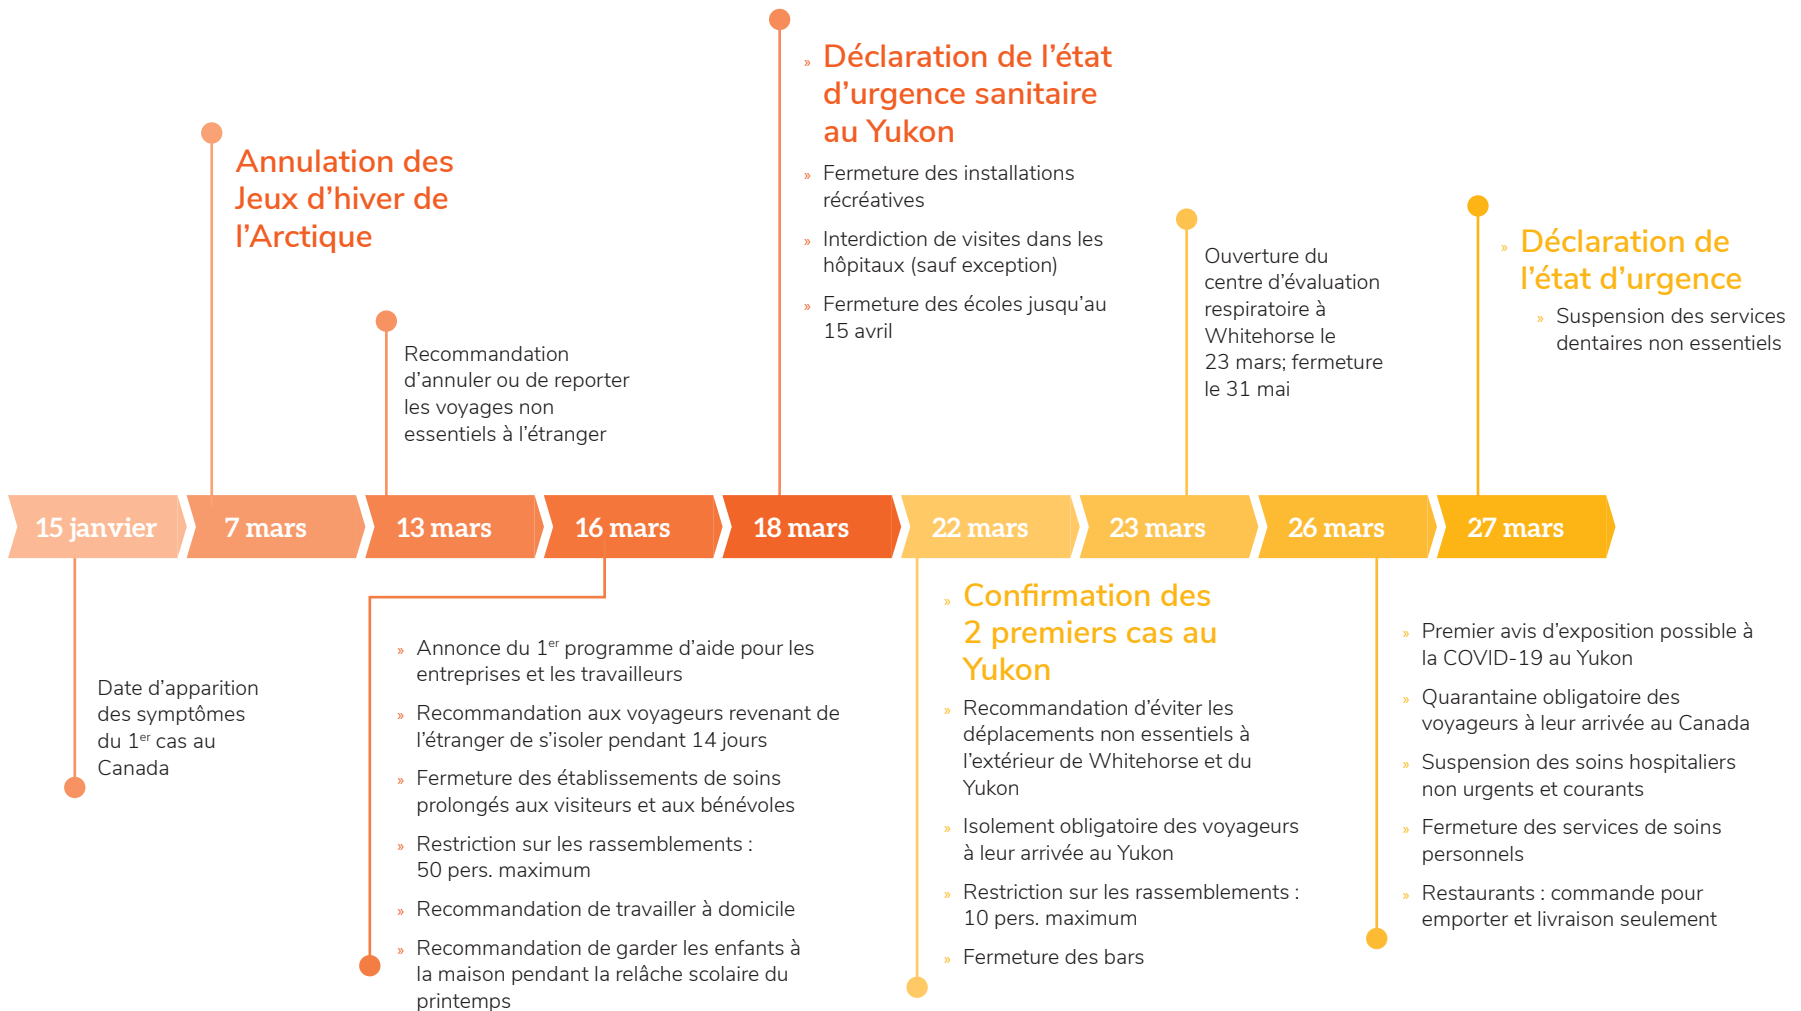 » Déclaration de l’état
d’urgence sanitaire
au Yukon
» Fermeture des installations
récréatives
» Interdiction de visites dans les
hôpitaux (sauf exception)
» Fermeture des écoles jusqu’au
15 avril
Annulation des
Jeux d’hiver de
l’Arctique
Recommandation
d’annuler ou de reporter
les voyages non
essentiels à l’étranger
Ouverture du
centre d’évaluation
respiratoire à
Whitehorse le
23 mars; fermeture
le 31 mai
» Déclaration de
l’état d’urgence
» Suspension des services
dentaires non essentiels
15 janvier
7 mars
13 mars
16 mars
18 mars
22 mars
23 mars
26 mars
27 mars
Date d’apparition
des symptômes
du 1er cas au
Canada
» Annonce du 1er programme d’aide pour les
entreprises et les travailleurs
» Recommandation aux voyageurs revenant de
l’étranger de s’isoler pendant 14 jours
» Fermeture des établissements de soins
prolongés aux visiteurs et aux bénévoles
» Restriction sur les rassemblements :
50 pers. maximum
» Recommandation de travailler à domicile
» Recommandation de garder les enfants à
la maison pendant la relâche scolaire du
printemps
» Confirmation des
2 premiers cas au
Yukon
» Recommandation d’éviter les
déplacements non essentiels à
l’extérieur de Whitehorse et du
Yukon
» Isolement obligatoire des voyageurs
à leur arrivée au Yukon
» Restriction sur les rassemblements :
10 pers. maximum
» Fermeture des bars
» Premier avis d’exposition possible à
la COVID-19 au Yukon
» Quarantaine obligatoire des
voyageurs à leur arrivée au Canada
» Suspension des soins hospitaliers
non urgents et courants
» Fermeture des services de soins
personnels
» Restaurants : commande pour
emporter et livraison seulement